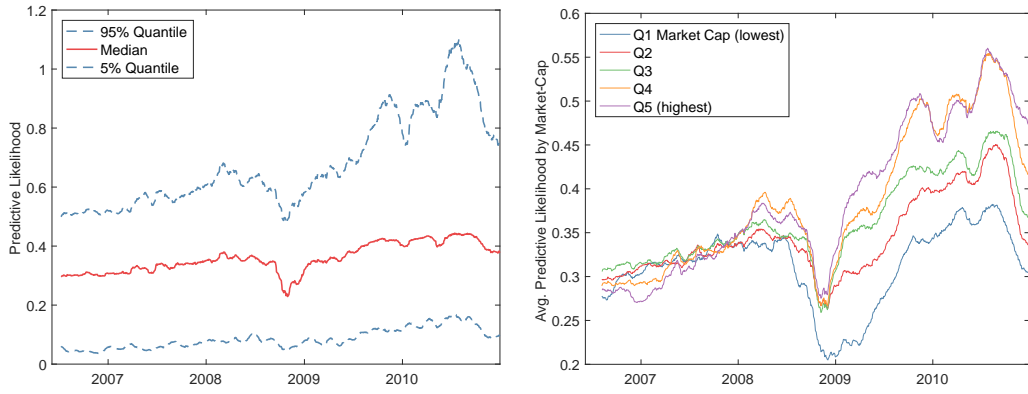 Predictive Likelihood
1.2
1
0.8
0.6
0.4
0.2
0
95% Quantile
Median
5% Quantile
2007
2008
2009
2010
Avg. Predictive Likelihood by Market-Cap
0.6
0.55
0.5
0.45
0.4
0.35
0.3
0.25
0.2
Q1 Market Cap (lowest)
Q2
Q3
Q4
Q5 (highest)
2007
2008
2009
2010